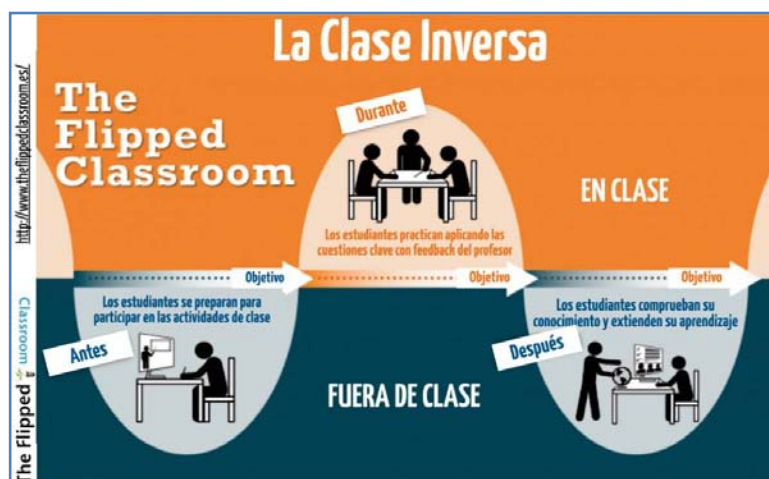 La Clase Inversa
The
Flipped
Classroom
http://www.theflippedclassroom.es/
The Flipped Classroom
Durante
Los estudiantes practican aplicando las
cuestiones clave con feedback del profesor
EN CLASE
Objetivo
Objetivo
Objetivo
Los estudiantes se preparan para
participar en las actividades de clase
Antes
FUERA DE CLASE
Los estudiantes comprueban su
conocimiento y extienden su aprendizaje
Después